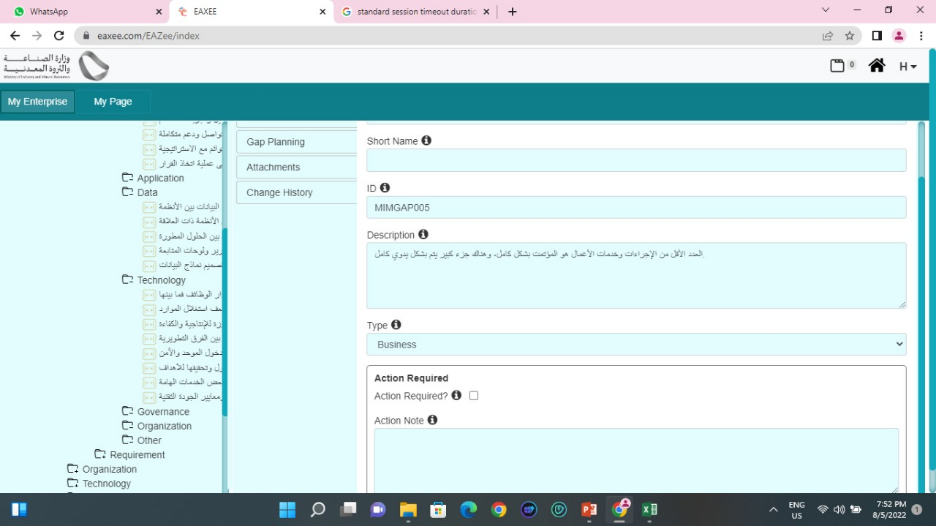 WhatsApp
EAXEE
standard session timeout duratio
eaxee.com/EAZee/index
وزارة الصناعة
والثروة المعدنية
0
H
My Enterprise
My Page
تواصل ودعم متكاملة
توائم مع الاستراتيجية
ى عملية اتخاذ القرار
Application
Data
البيانات بين الأنظمة
الأنظمة ذات العلاقة
بين الحلول المطورة
رير ولوحات المتابعة
صميم نماذج البيانات
Technology
ار الوظائف فما بينها
عف استغلال الموارد
رة للإنتاجية والكفاءة
بين الفرق التطويرية
دخول الموحد والأمن
ول وتحقيقها للأهداف
عض الخدمات الهامة
ومعايير الجودة التقنية
Governance
Organization
Other
Requirement
Organization
Technology
Gap Planning
Attachments
Change History
Short Name
ID
MIMGAP005
Description
العدد الأقل من الإجراءات وخدمات الأعمال هو المؤتمت بشكل كامل، وهناك جزء كبير يتم بشكل يدوي كامل.
Type
Business
Action Required
Action Required?
Action Note
ENG
US
7:52 PM
8/5/2022
1